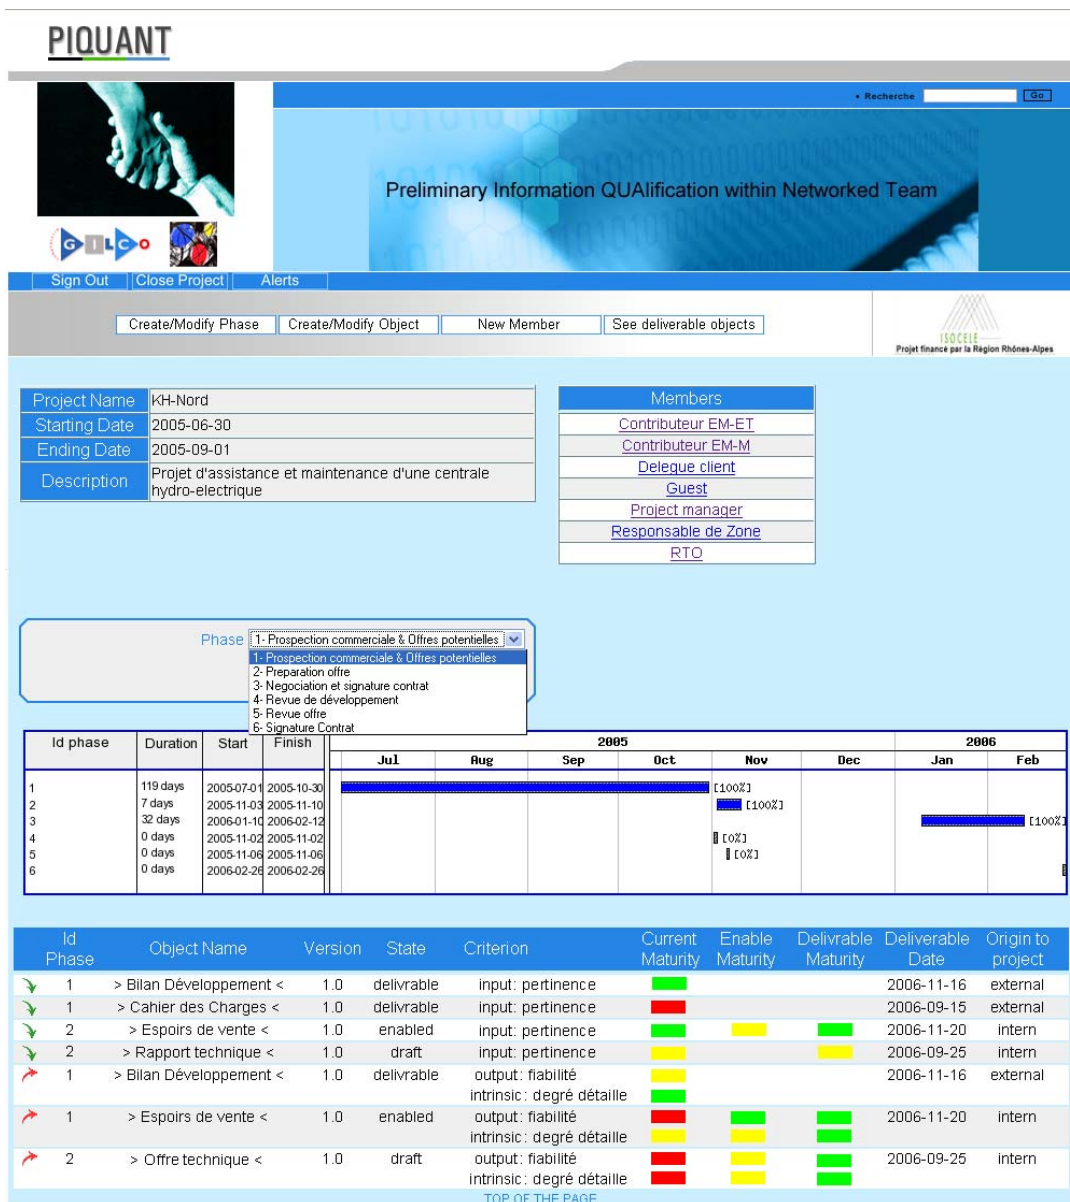 PIQUANT
• Recherche Go
Preliminary Information QUAlification within Networked Team
GILCO
Sign Out Close Project Alerts
Create/Modify Phase Create/Modify Object New Member See deliverable objects
ISOCELE
Projet financé par la Région Rhônes-Alpes
Project Name KH-Nord
Starting Date 2005-06-30
Ending Date 2005-09-01
Description Projet d'assistance et maintenance d'une centrale
hydro-electrique
Members
Contributeur EM-ET
Contributeur EM-M
Deleque client
Guest
Project manager
Responsable de Zone
RTO
Phase 1- Prospection commerciale & Offres potentielles
1- Prospection commerciale & Offres potentielles
2- Preparation offre
3- Negociation et signature contrat
4- Revue de développement
5- Revue offre
6- Signature Contrat
Id phase Duration Start Finish 2005 2006
Jul Aug Sep Oct Nov Dec Jan Feb
1 119 days 2005-07-01 2005-10-30 [100%]
2 7 days 2005-11-03 2005-11-10 [100%]
3 32 days 2006-01-10 2006-02-12 [100%]
4 0 days 2005-11-02 2005-11-02 [0%]
5 0 days 2005-11-06 2005-11-06 [0%]
6 0 days 2006-02-26 2006-02-26
Id Phase Object Name Version State Criterion Current Maturity Enable Maturity Delivrable Maturity Deliverable Date Origin to project
1 > Bilan Développement < 1.0 delivrable input: pertinence 2006-11-16 external
1 > Cahier des Charges < 1.0 delivrable input: pertinence 2006-09-15 external
2 > Espoirs de vente < 1.0 enabled input: pertinence 2006-11-20 intern
2 > Rapport technique < 1.0 draft input: pertinence 2006-09-25 intern
1 > Bilan Développement < 1.0 delivrable output: fiabilité 2006-11-16 external
intrinsic: degré détaille
1 > Espoirs de vente < 1.0 enabled output: fiabilité 2006-11-20 intern
intrinsic: degré détaille
2 > Offre technique < 1.0 draft output: fiabilité 2006-09-25 intern
intrinsic: degré détaille
TOP OF THE PAGE